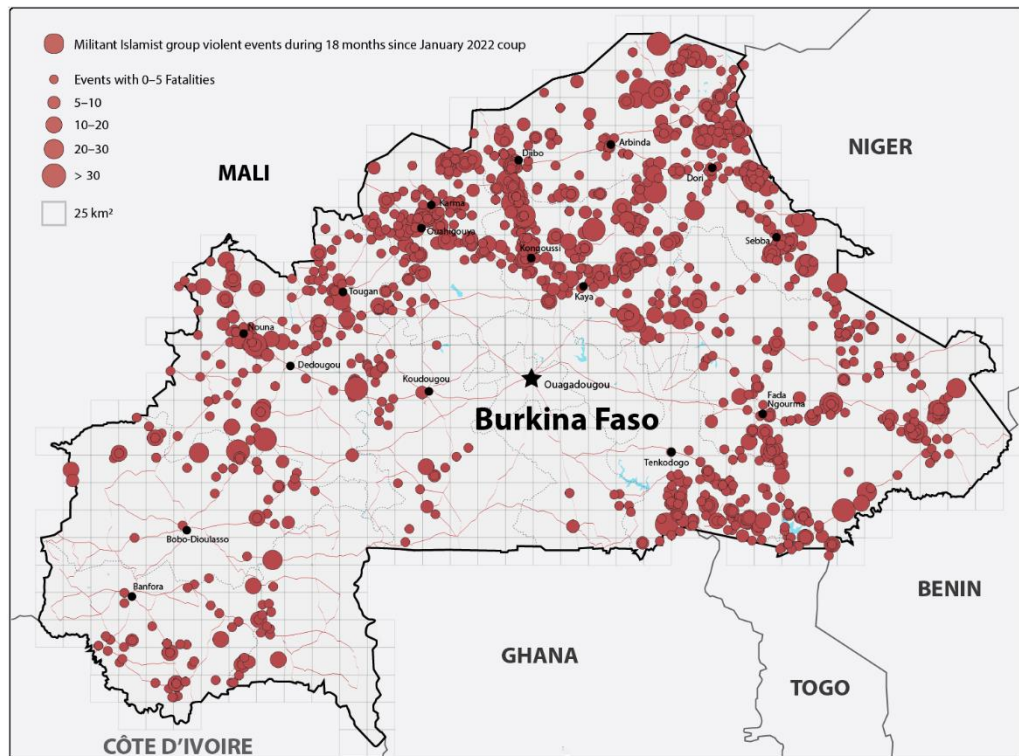 Militant Islamist group violent events during 18 months since January 2022 coup
Events with 0–5 Fatalities
5–10
10–20
20–30
> 30
25 km²
MALI
NIGER
Djibo
Arbinda
Dori
Karma
Ouahigouya
Sebba
Kongoussi
Kaya
Tougan
Nouna
Dedougou
Koudougou
Ouagadougou
Burkina Faso
Fada
Ngourma
Tenkodogo
Bobo-Dioulasso
Banfora
BENIN
GHANA
TOGO
CÔTE D'IVOIRE